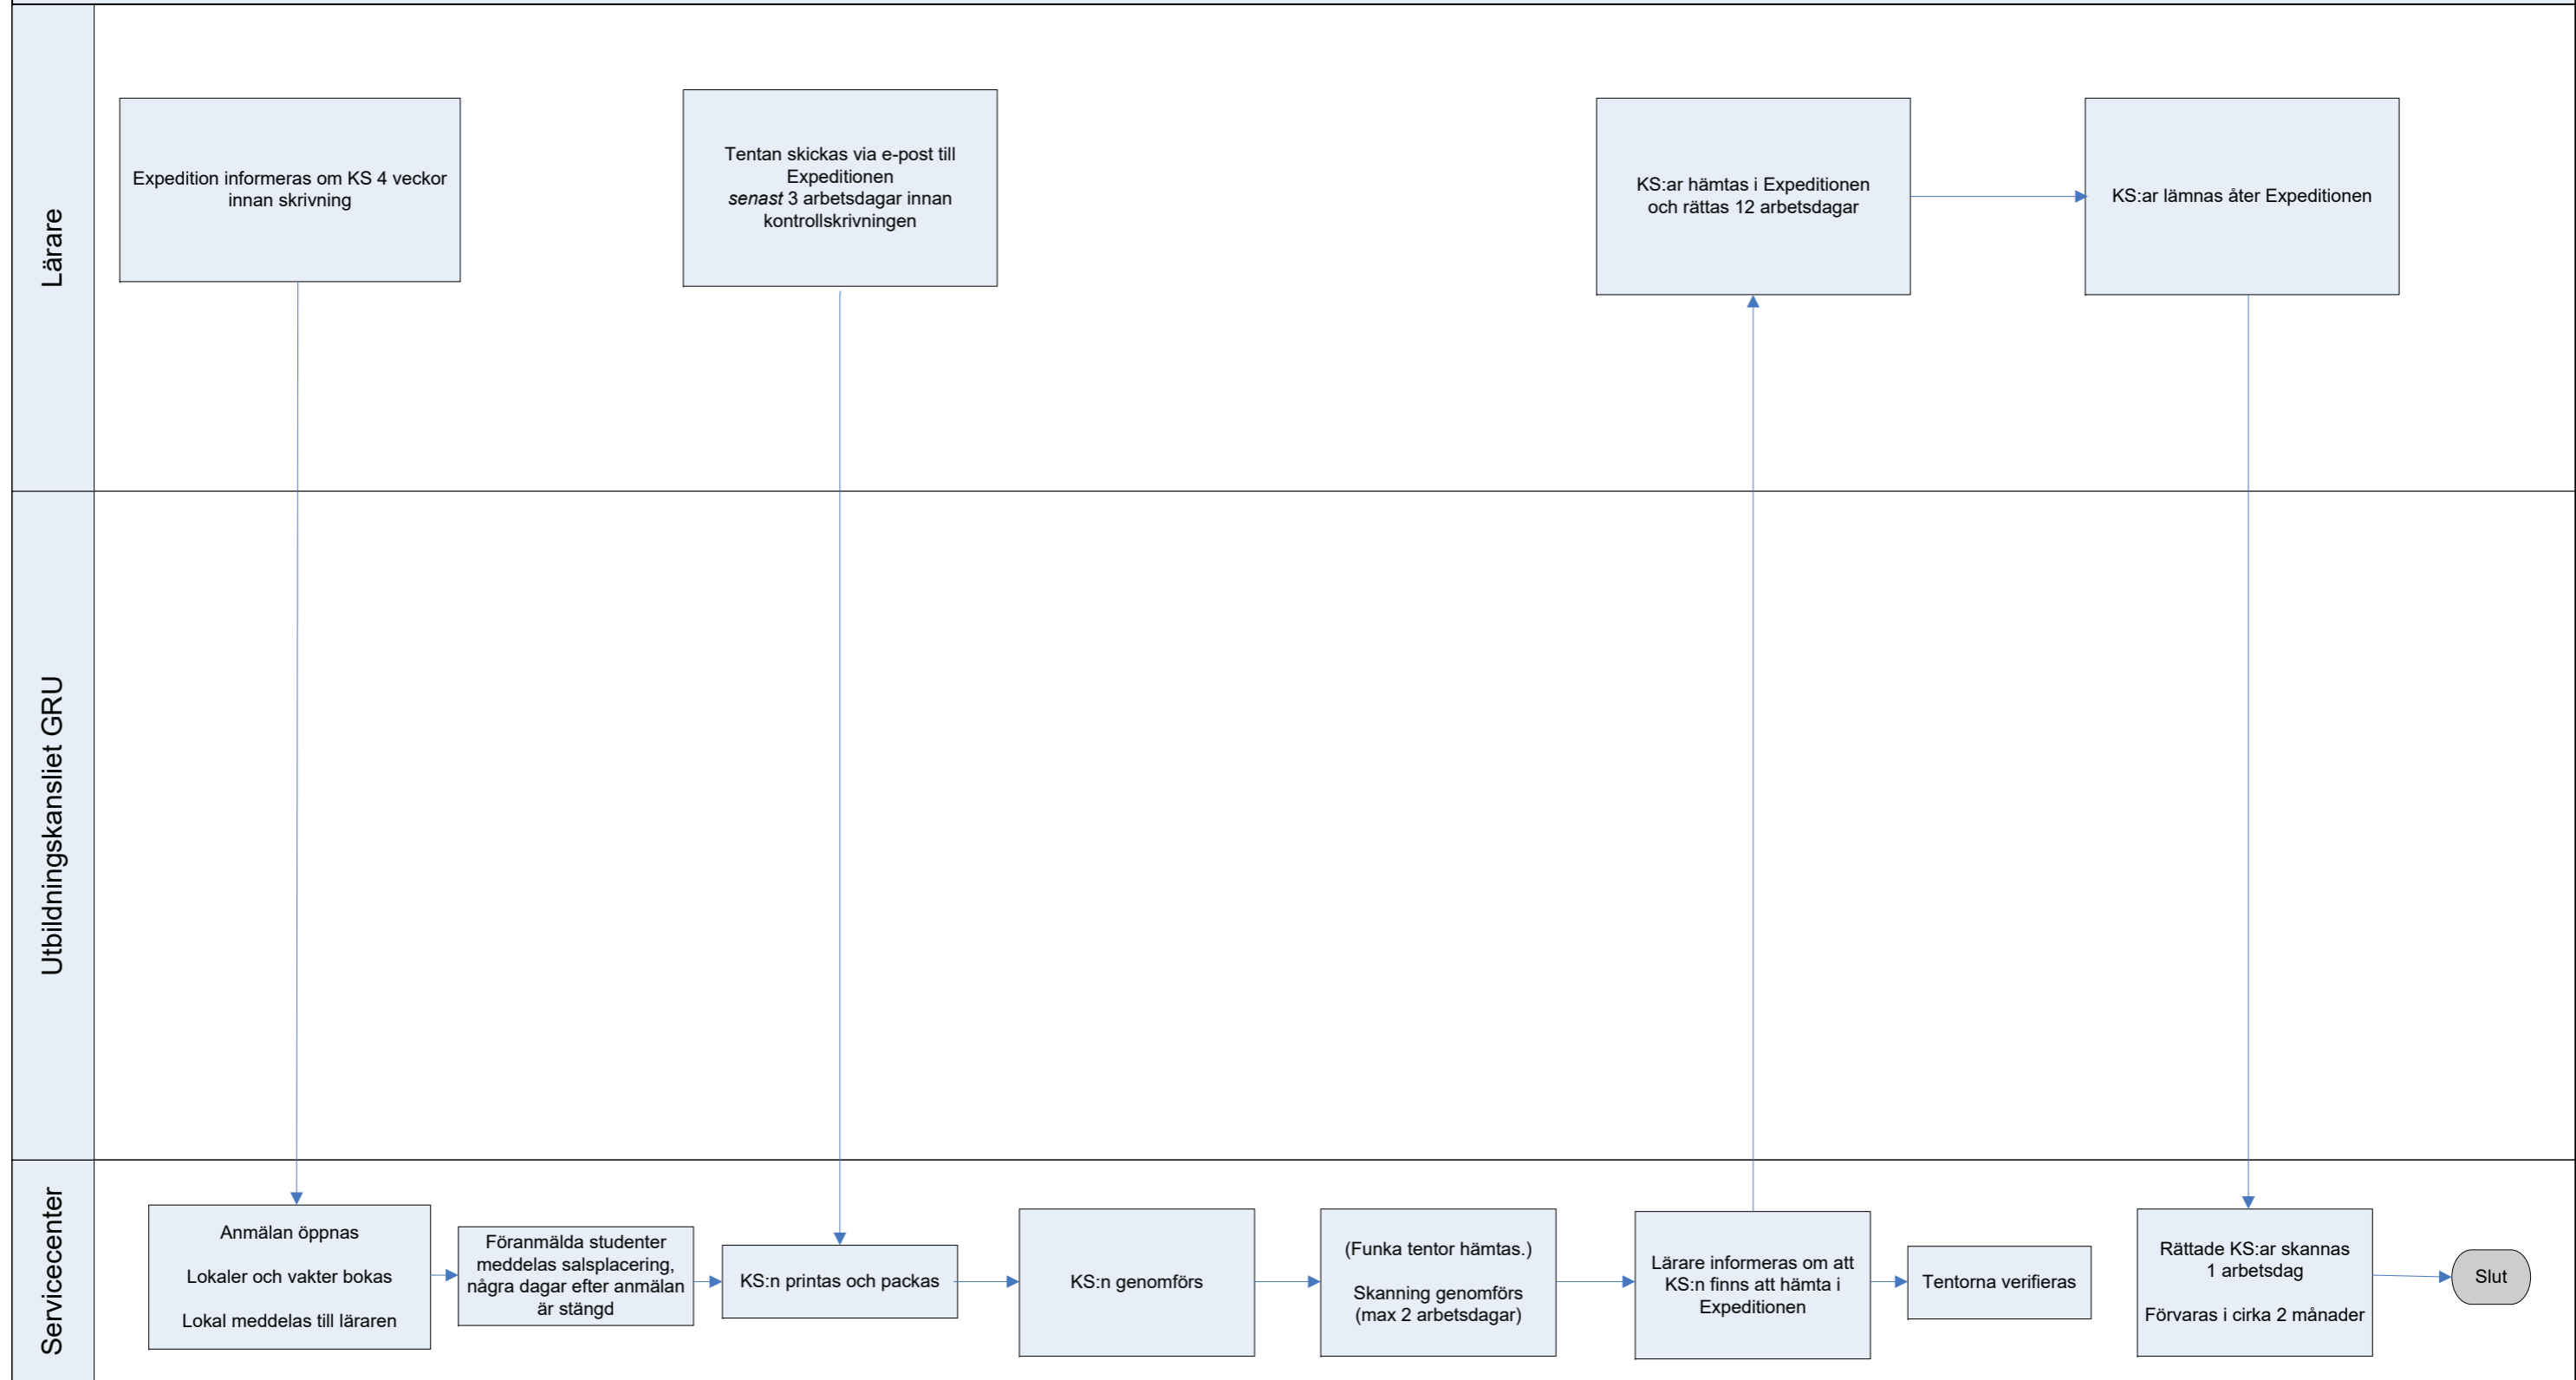 Lärare
Expedition informeras om KS 4 veckor
innan skrivning
Tentan skickas via e-post till
Expeditionen
senast 3 arbetsdagar innan
kontrollskrivningen
KS:ar hämtas i Expeditionen
och rättas 12 arbetsdagar
KS:ar lämnas åter Expeditionen
Utbildningskansliet GRU
Servicecenter
Anmälan öppnas
Lokaler och vakter bokas
Lokal meddelas till läraren
Föranmälda studenter
meddelas salsplacering,
några dagar efter anmälan
är stängd
KS:n printas och packas
KS:n genomförs
(Funka tentor hämtas.)
Skanning genomförs
(max 2 arbetsdagar)
Lärare informeras om att
KS:n finns att hämta i
Expeditionen
Tentorna verifieras
Rättade KS:ar skannas
1 arbetsdag
Förvaras i cirka 2 månader
Slut